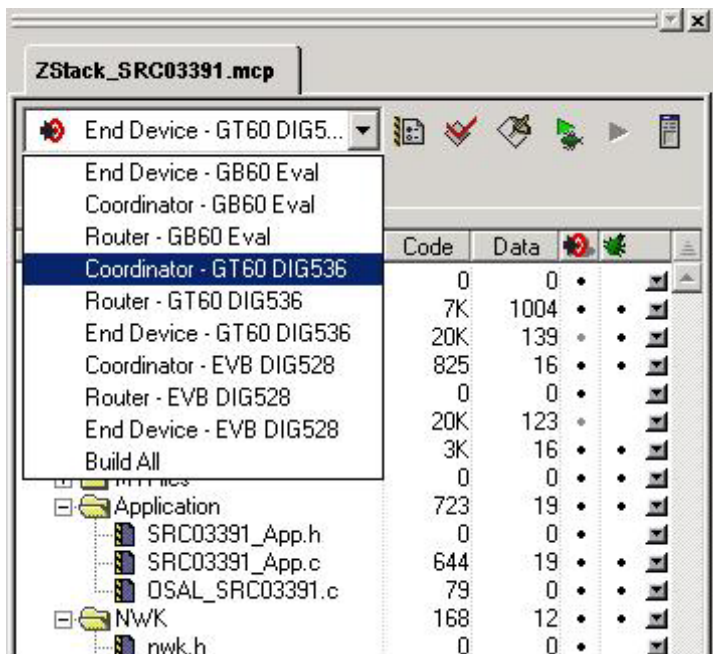 ZStack_SRC03391.mcp
End Device - GT60 DIG5...
End Device - GB60 Eval
Coordinator - GB60 Eval
Router - GB60 Eval
Code Data
Coordinator - GT60 DIG536 0 0
Router - GT60 DIG536 7K 1004
End Device - GT60 DIG536 20K 139
Coordinator - EVB DIG528 825 16
Router - EVB DIG528 0 0
End Device - EVB DIG528 20K 123
Build All 3K 16
0 0
Application 723 19
SRC03391_App.h 0 0
SRC03391_App.c 644 19
OSAL_SRC03391.c 79 0
NWK 168 12
nwk.h 0 0